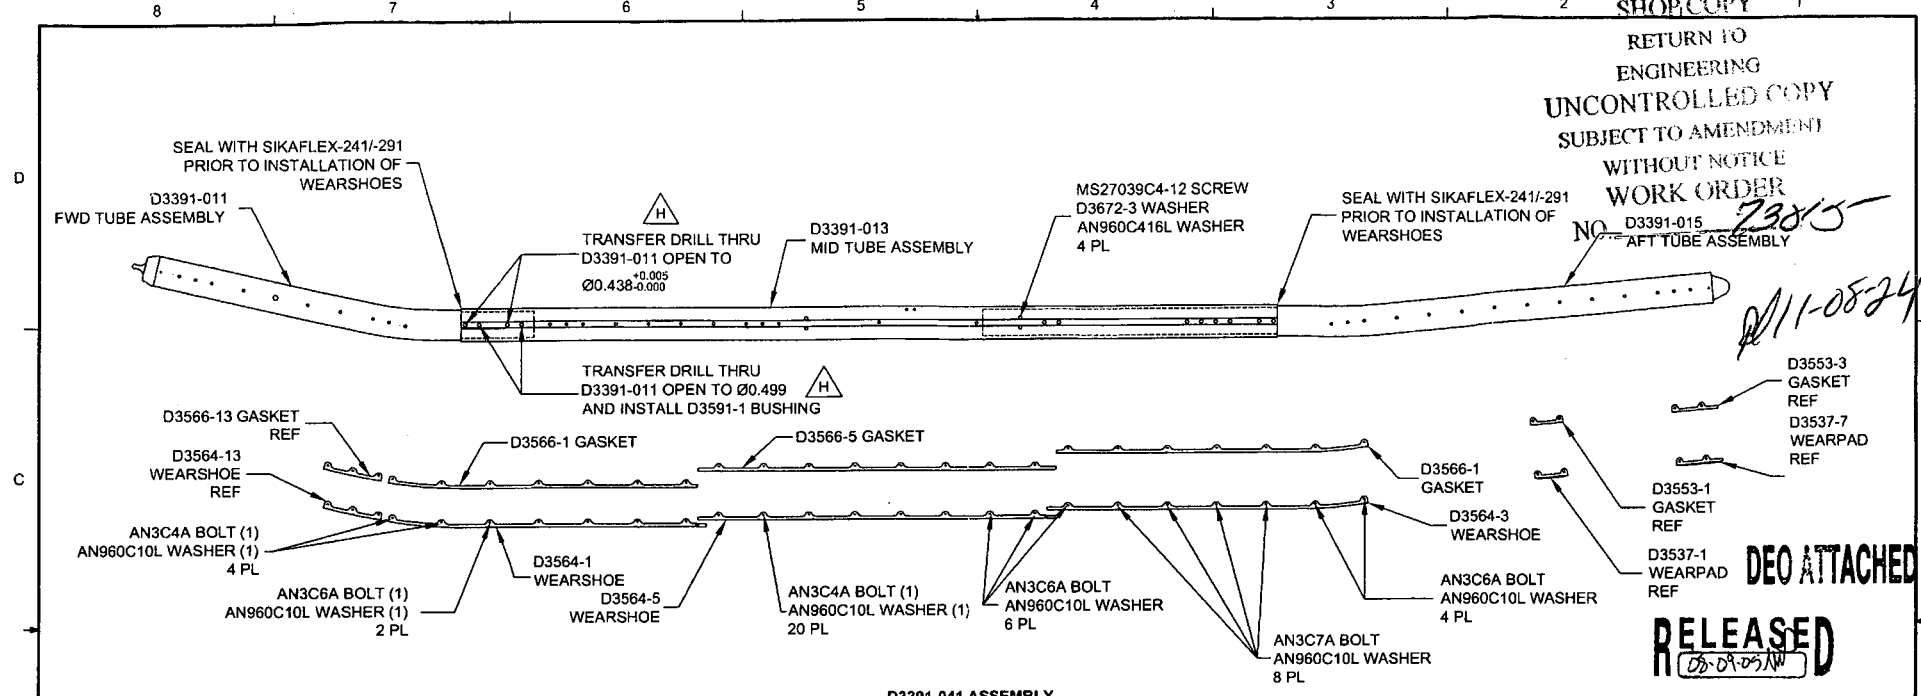 8 7 6 5 4 3 2
SHOP COPY
RETURN TO
ENGINEERING
UNCONTROLLED COPY
SUBJECT TO AMENDMENT
WITHOUT NOTICE
WORK ORDER
NO. 23815
11-08-24
D
SEAL WITH SIKAFLEX-241/-291
PRIOR TO INSTALLATION OF
WEARSHOES
D3391-011
FWD TUBE ASSEMBLY
H
TRANSFER DRILL THRU
D3391-011 OPEN TO
Ø0.438 +0.005
-0.000
D3391-013
MID TUBE ASSEMBLY
MS27039C4-12 SCREW
D3672-3 WASHER
AN960C416L WASHER
4 PL
SEAL WITH SIKAFLEX-241/-291
PRIOR TO INSTALLATION OF
WEARSHOES
D3391-015
AFT TUBE ASSEMBLY
TRANSFER DRILL THRU
D3391-011 OPEN TO Ø0.499
AND INSTALL D3591-1 BUSHING
H
C
D3566-13 GASKET
REF
D3564-13
WEARSHOE
REF
D3566-1 GASKET
D3566-5 GASKET
D3566-1
GASKET
D3553-3
GASKET
REF
D3537-7
WEARPAD
REF
D3553-1
GASKET
REF
D3537-1
WEARPAD
REF
AN3C4A BOLT (1)
AN960C10L WASHER (1)
4 PL
AN3C6A BOLT (1)
AN960C10L WASHER (1)
2 PL
D3564-1
WEARSHOE
D3564-5
WEARSHOE
AN3C4A BOLT (1)
AN960C10L WASHER (1)
20 PL
AN3C6A BOLT
AN960C10L WASHER
6 PL
D3564-3
WEARSHOE
AN3C6A BOLT
AN960C10L WASHER
4 PL
AN3C7A BOLT
AN960C10L WASHER
8 PL
DEO ATTACHED
RELEASED
08-09-05
D3391-041 ASSEMBLY